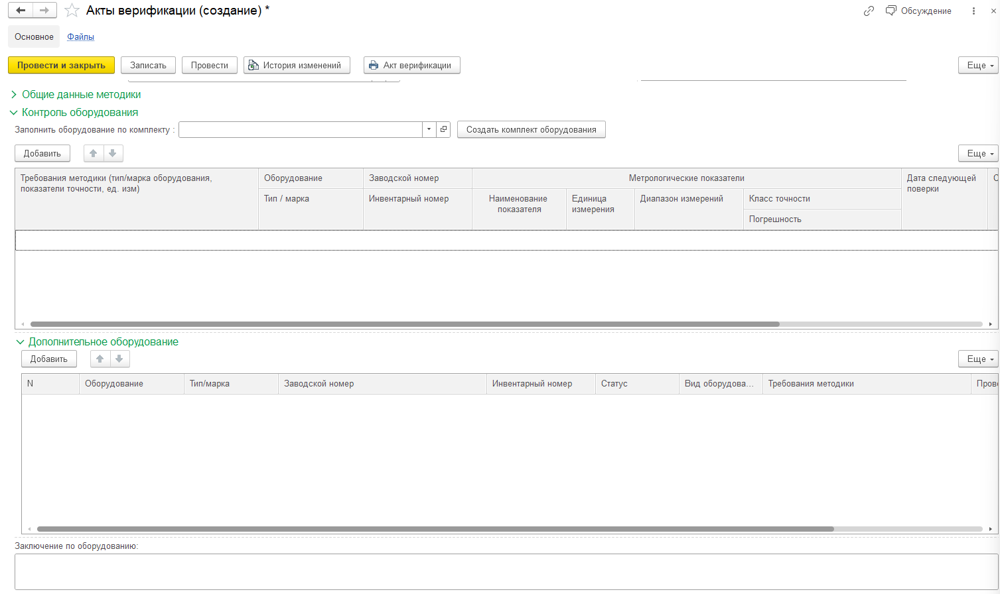 Акты верификации (создание) *
Обсуждение
Основное
Файлы
Провести и закрыть
Записать
Провести
История изменений
Акт верификации
Еще
Общие данные методики
Контроль оборудования
Заполнить оборудование по комплекту :
Создать комплект оборудования
Добавить
Еще
Требования методики (тип/марка оборудования,
показатели точности, ед. изм)
Оборудование
Тип / марка
Заводской номер
Инвентарный номер
Метрологические показатели
Наименование
показателя
Единица
измерения
Диапазон измерений
Класс точности
Погрешность
Дата следующей
поверки
Дополнительное оборудование
Добавить
Еще
N
Оборудование
Тип/марка
Заводской номер
Инвентарный номер
Статус
Вид оборудова...
Требования методики
Заключение по оборудованию: